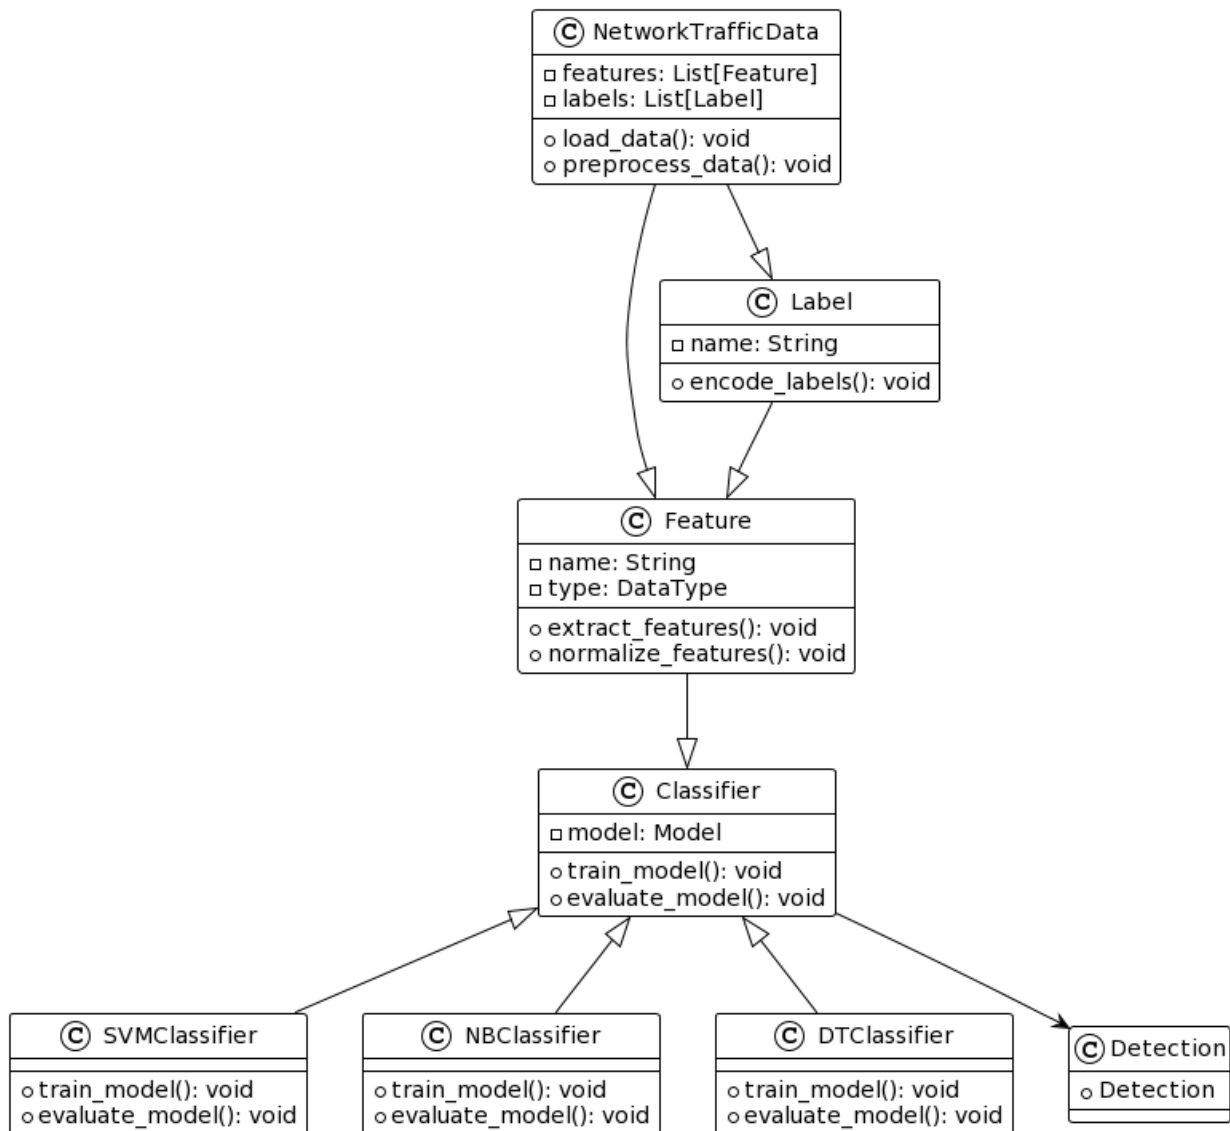 C NetworkTrafficData
features: List[Feature]
labels: List[Label]
load_data(): void
preprocess_data(): void
C Label
name: String
encode_labels(): void
C Feature
name: String
type: DataType
extract_features(): void
normalize_features(): void
C Classifier
model: Model
train_model(): void
evaluate_model(): void
C SVMClassifier
train_model(): void
evaluate_model(): void
C NBClassifier
train_model(): void
evaluate_model(): void
C DTClassifier
train_model(): void
evaluate_model(): void
C Detection
Detection